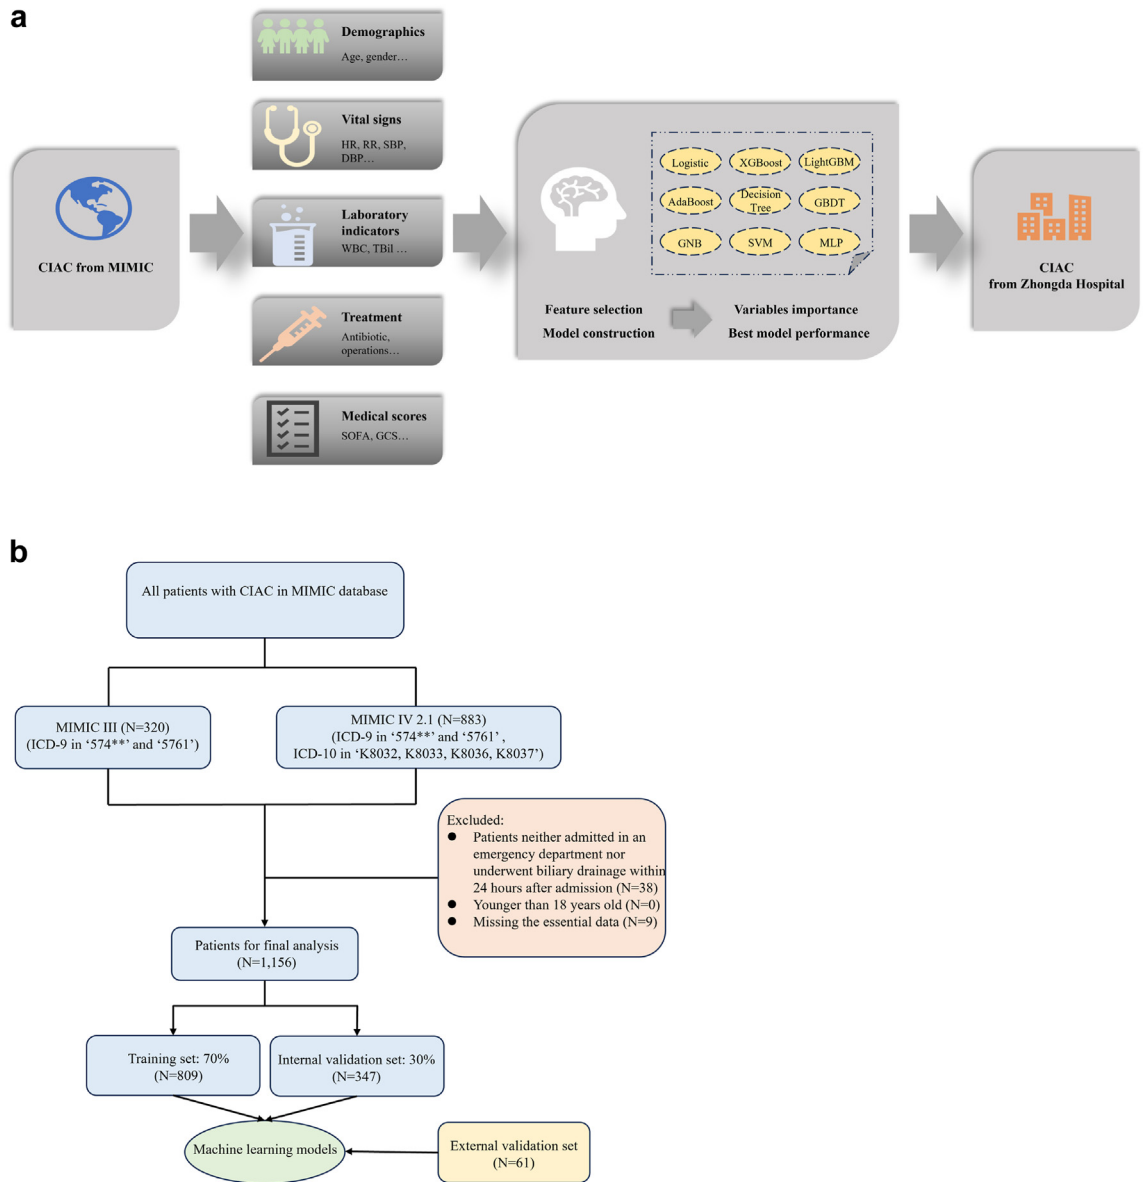 a
Demographics
Age, gender…
Vital signs
HR, RR, SBP,
DBP…
Laboratory
indicators
WBC, TBil …
Treatment
Antibiotic,
operations…
Medical scores
SOFA, GCS…
CIAC from MIMIC
Logistic
XGBoost
LightGBM
AdaBoost
Decision
Tree
GBDT
GNB
SVM
MLP
Feature selection
Model construction
Variables importance
Best model performance
CIAC
from Zhongda Hospital
b
All patients with CIAC in MIMIC database
MIMIC III (N=320)
(ICD-9 in ‘574**’ and ‘5761’)
MIMIC IV 2.1 (N=883)
(ICD-9 in ‘574**’ and ‘5761’ ,
ICD-10 in ‘K8032, K8033, K8036, K8037’)
Excluded:
● Patients neither admitted in an
emergency department nor
underwent biliary drainage within
24 hours after admission (N=38)
● Younger than 18 years old (N=0)
● Missing the essential data (N=9)
Patients for final analysis
(N=1,156)
Training set: 70%
(N=809)
Internal validation set: 30%
(N=347)
Machine learning models
External validation set
(N=61)